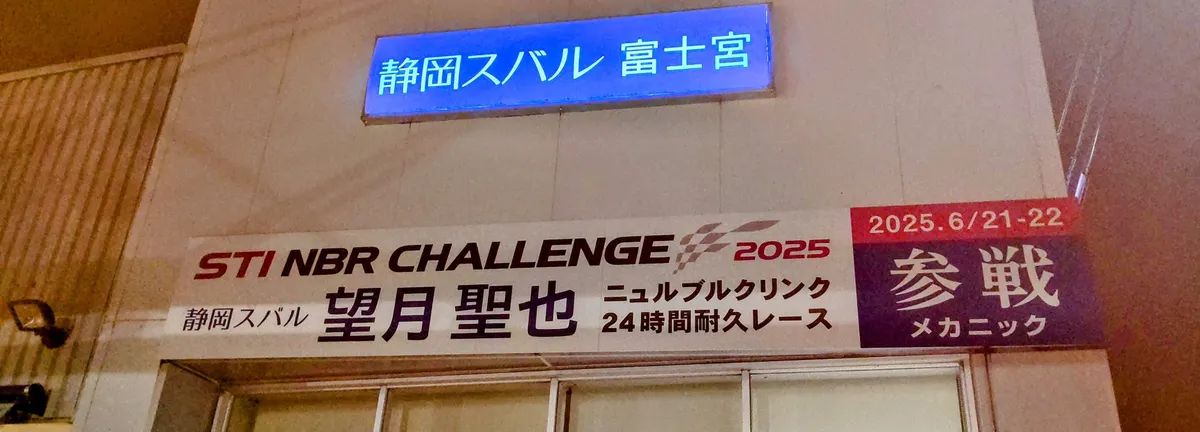 静岡スバル 富士宮
STI NBR CHALLENGE 2025
静岡スバル 望月 聖也
ニュルブルクリンク
24時間耐久レース
2025.6/21-22
参戦
メカニック